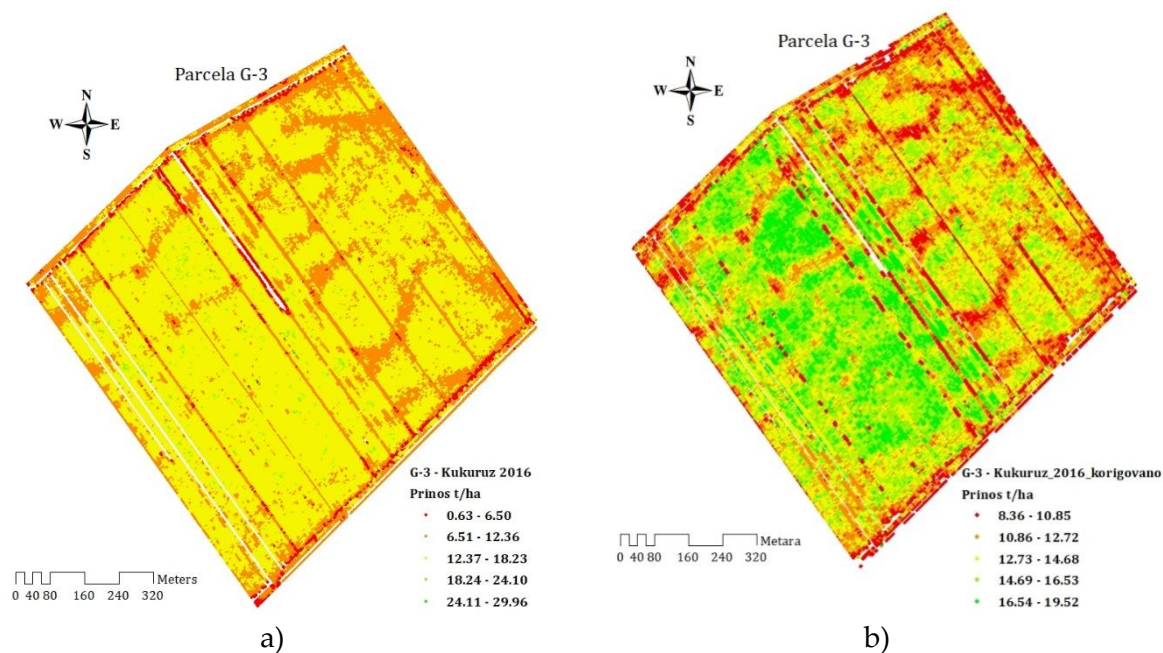 Parcela G-3
N
W E
S
G-3 - Kukuruz 2016
Prinos t/ha
0.63 - 6.50
6.51 - 12.36
12.37 - 18.23
18.24 - 24.10
24.11 - 29.96
Meters
0 40 80 160 240 320
a)
Parcela G-3
N
W E
S
G-3 - Kukuruz_2016_korigovano
Prinos t/ha
8.36 - 10.85
10.86 - 12.72
12.73 - 14.68
14.69 - 16.53
16.54 - 19.52
Metara
0 40 80 160 240 320
b)